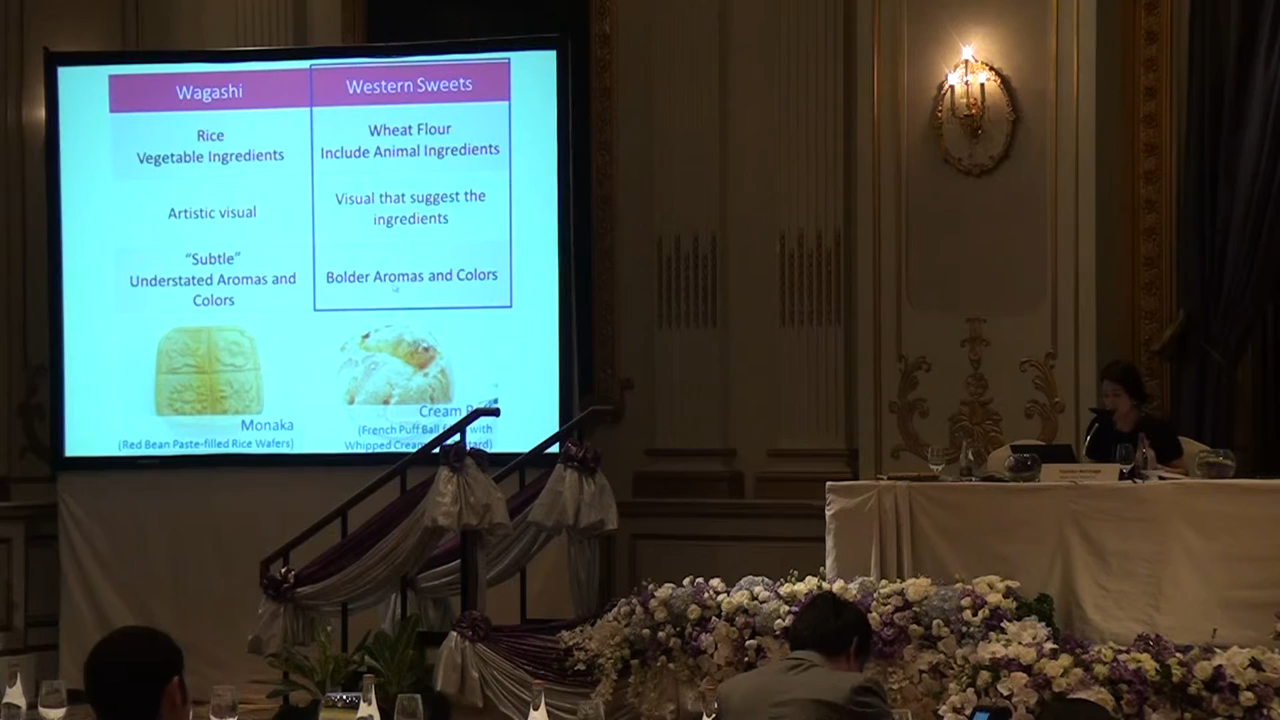 Wagashi
Western Sweets
Rice
Vegetable Ingredients
Wheat Flour
Include Animal Ingredients
Artistic visual
Visual that suggest the
ingredients
“Subtle”
Understated Aromas and
Colors
Bolder Aromas and Colors
Monaka
(Red Bean Paste-filled Rice Wafers)
Cream
(French Puff Ball with
Whipped Cream